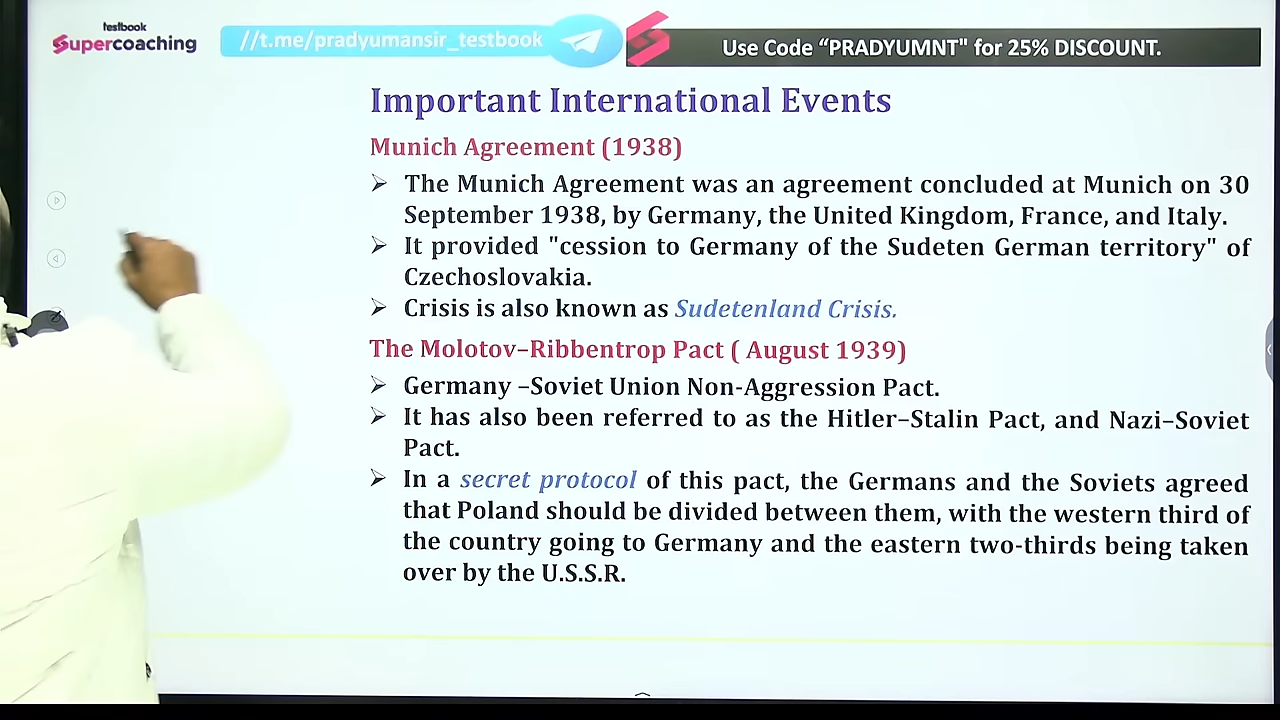 testbook
Supercoaching
//t.me/pradyumansir_testbook
Use Code “PRADYUMNT" for 25% DISCOUNT.
Important International Events
Munich Agreement (1938)
➢ The Munich Agreement was an agreement concluded at Munich on 30
September 1938, by Germany, the United Kingdom, France, and Italy.
➢ It provided "cession to Germany of the Sudeten German territory" of
Czechoslovakia.
➢ Crisis is also known as Sudetenland Crisis.
The Molotov–Ribbentrop Pact ( August 1939)
➢ Germany –Soviet Union Non-Aggression Pact.
➢ It has also been referred to as the Hitler–Stalin Pact, and Nazi–Soviet
Pact.
➢ In a secret protocol of this pact, the Germans and the Soviets agreed
that Poland should be divided between them, with the western third of
the country going to Germany and the eastern two-thirds being taken
over by the U.S.S.R.